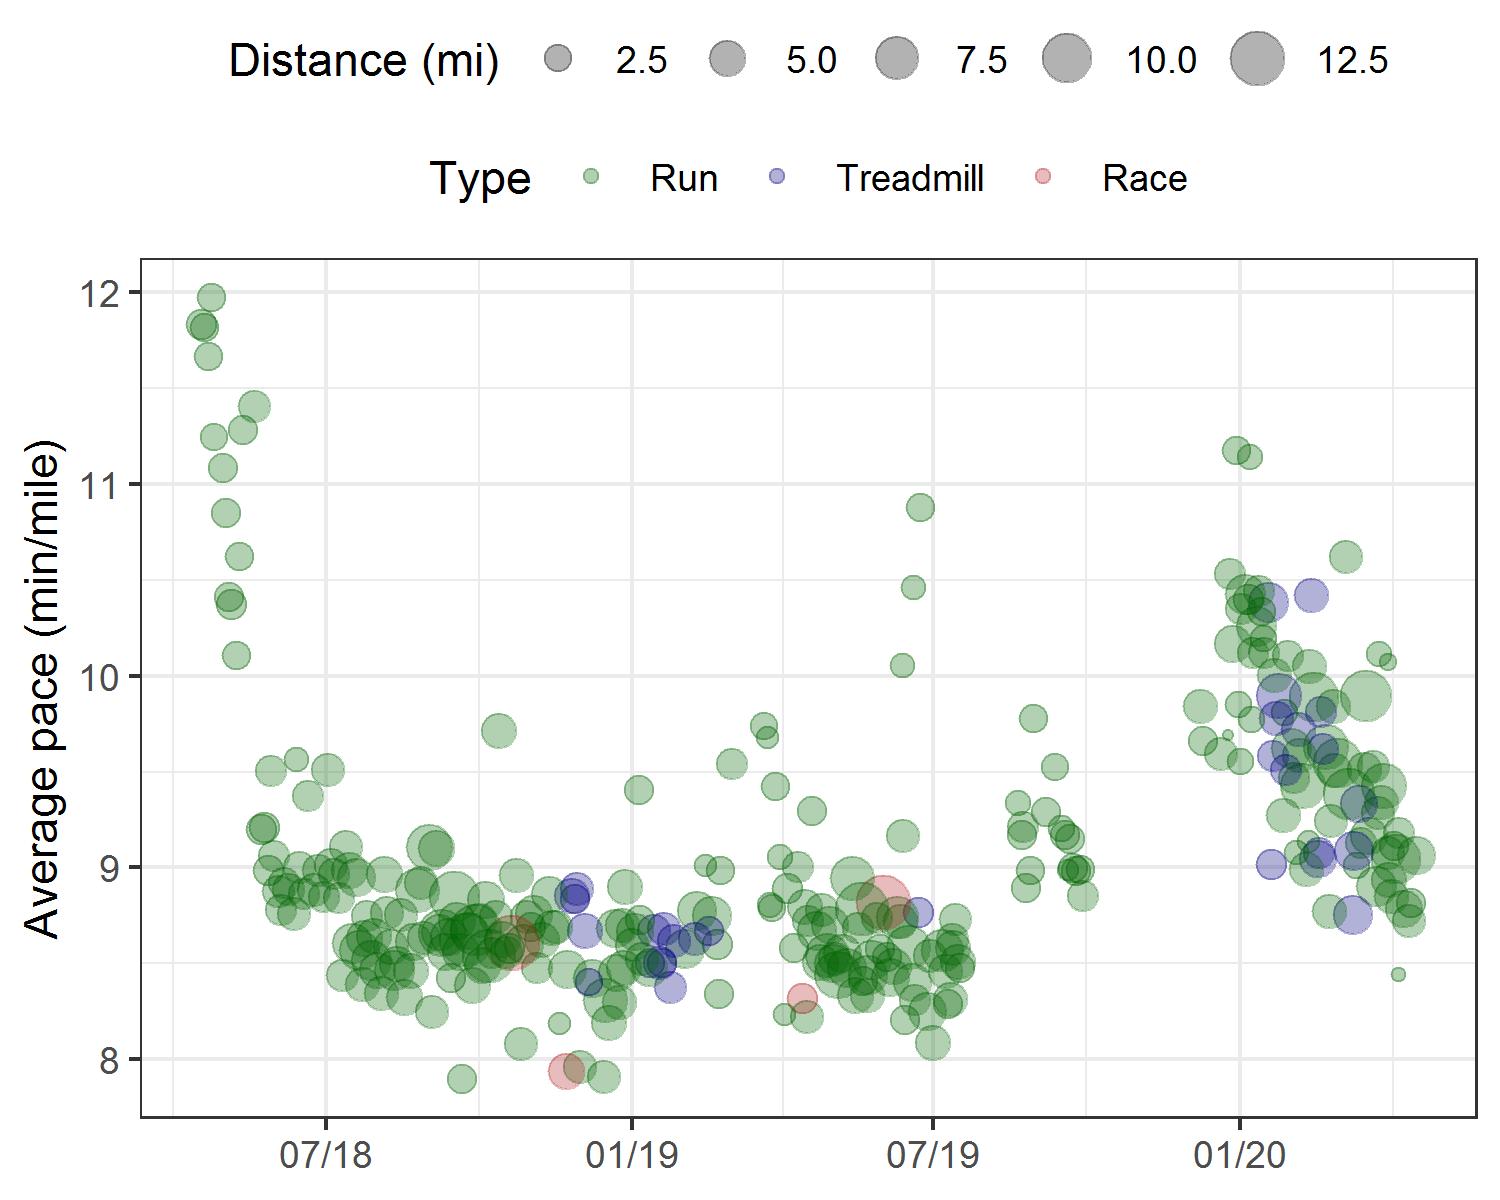 Distance (mi) 2.5 5.0 7.5 10.0 12.5
Type Run Treadmill Race
Average pace (min/mile)
12
11
10
9
8
07/18 01/19 07/19 01/20